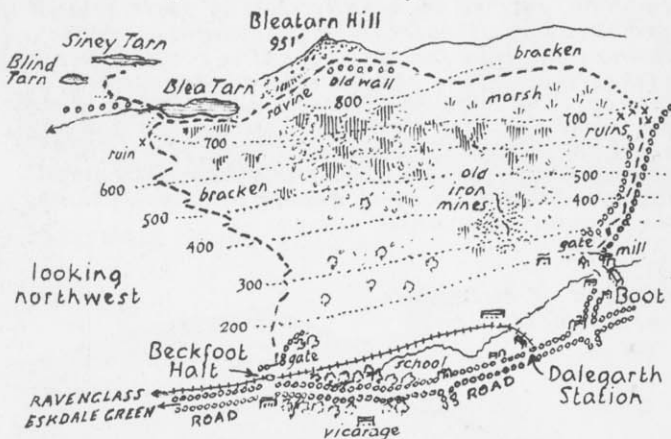 Bleatarn Hill
951'
Siney Tarn
Blind
Tarn
Blea Tarn
bracken
ravine
old wall
800
marsh
700
ruins
700
ruin
600
bracken
500
400
300
200
old
iron
mines
500
400
gate
mill
Boot
looking
northwest
Beckfoot
Halt
gate
school
Dalegarth
Station
RAVENGLASS
ESKDALE GREEN
ROAD
ROAD
vicarage